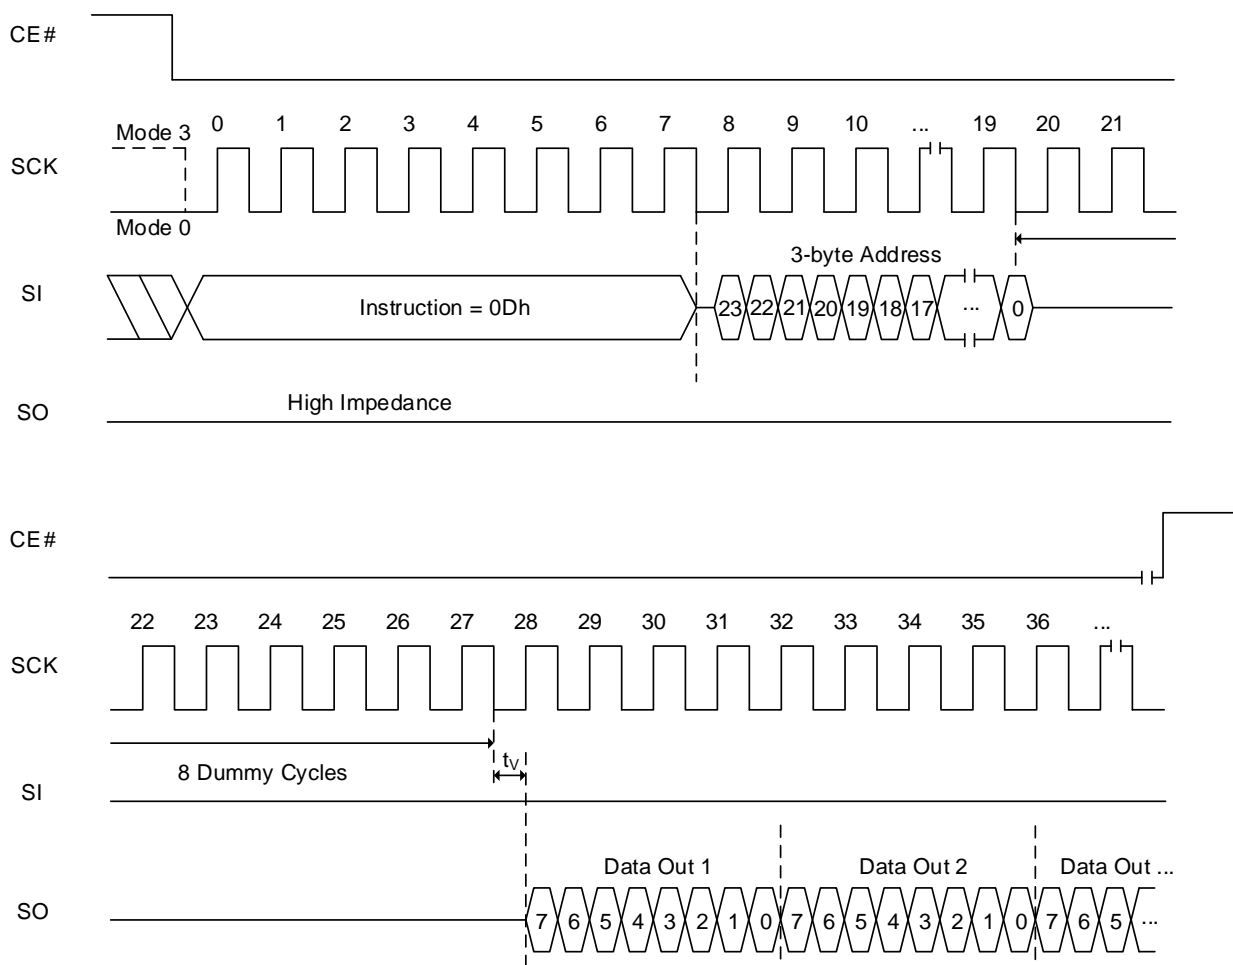 CE#
Mode 3 0 1 2 3 4 5 6 7 8 9 10 ... 19 20 21
SCK
Mode 0
3-byte Address
SI Instruction = 0Dh 23 22 21 20 19 18 17 ... 0
SO High Impedance
CE#
22 23 24 25 26 27 28 29 30 31 32 33 34 35 36 ...
SCK
8 Dummy Cycles tV
SI
Data Out 1 Data Out 2 Data Out ...
SO 7 6 5 4 3 2 1 0 7 6 5 4 3 2 1 0 7 6 5 ...